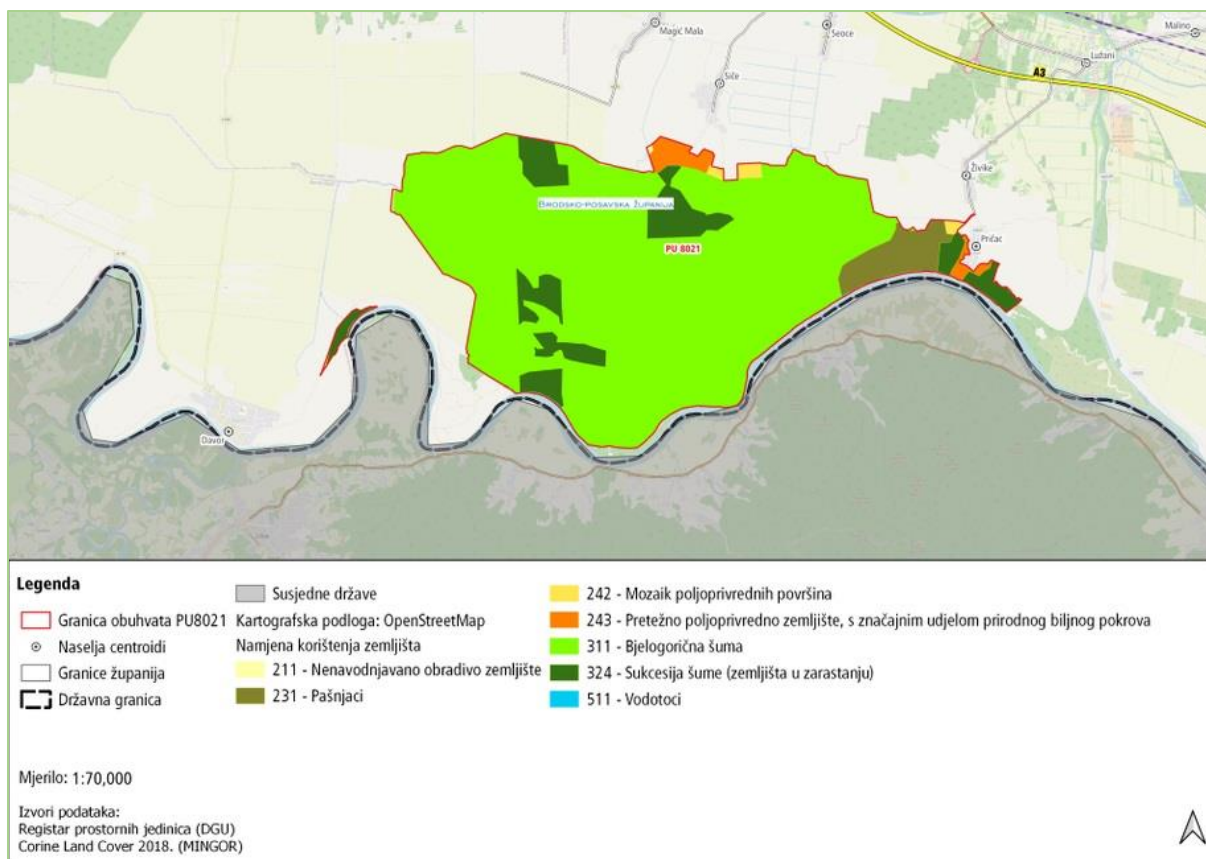 Magić Mala
Seoce
Malino
Lužani
A3
Siče
Živike
BRODSKO-POSAVSKA ŽUPANIJA
PU 8021
Pričac
Davor
Legenda
Granica obuhvata PU8021
Naselja centroidi
Granice županija
Državna granica
Susjedne države
Kartografska podloga: OpenStreetMap
Namjena korištenja zemljišta
211 - Nenavodnjavano obradivo zemljište
231 - Pašnjaci
242 - Mozaik poljoprivrednih površina
243 - Pretežno poljoprivredno zemljište, s značajnim udjelom prirodnog biljnog pokrova
311 - Bjelogorična šuma
324 - Sukcesija šume (zemljišta u zarastanju)
511 - Vodotoci
Mjerilo: 1:70,000
Izvori podataka:
Registar prostornih jedinica (DGU)
Corine Land Cover 2018. (MINGOR)